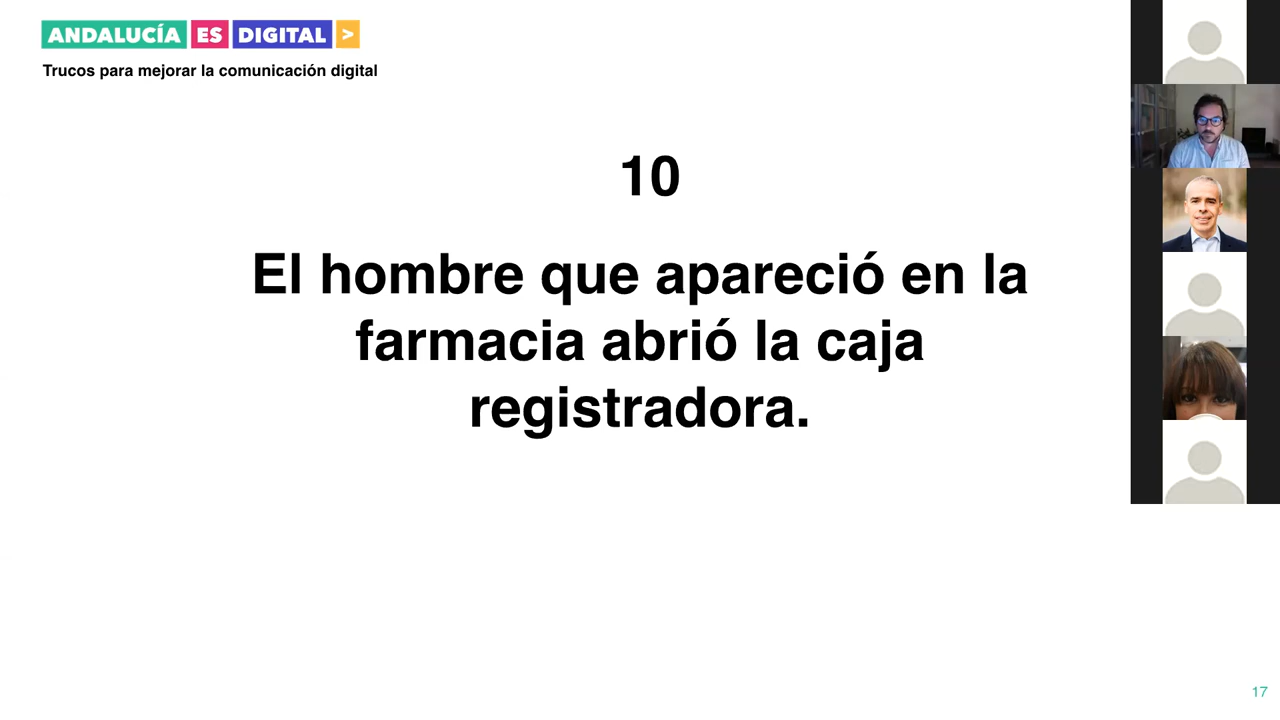 ANDALUCÍA ES DIGITAL >
Trucos para mejorar la comunicación digital
10
El hombre que apareció en la
farmacia abrió la caja
registradora.
17